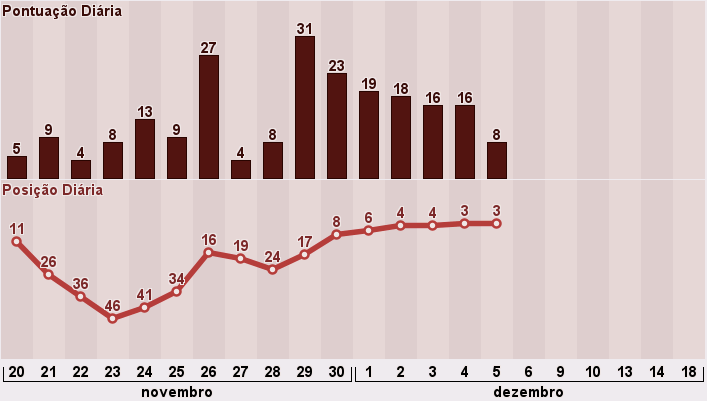 Pontuação Diária
5 9 4 8 13 9 27 4 8 31 23 19 18 16 16 8
Posição Diária
11 26 36 46 41 34 16 19 24 17 8 6 4 4 3 3
20 21 22 23 24 25 26 27 28 29 30 1 2 3 4 5 6 9 10 13 14 18
novembro dezembro